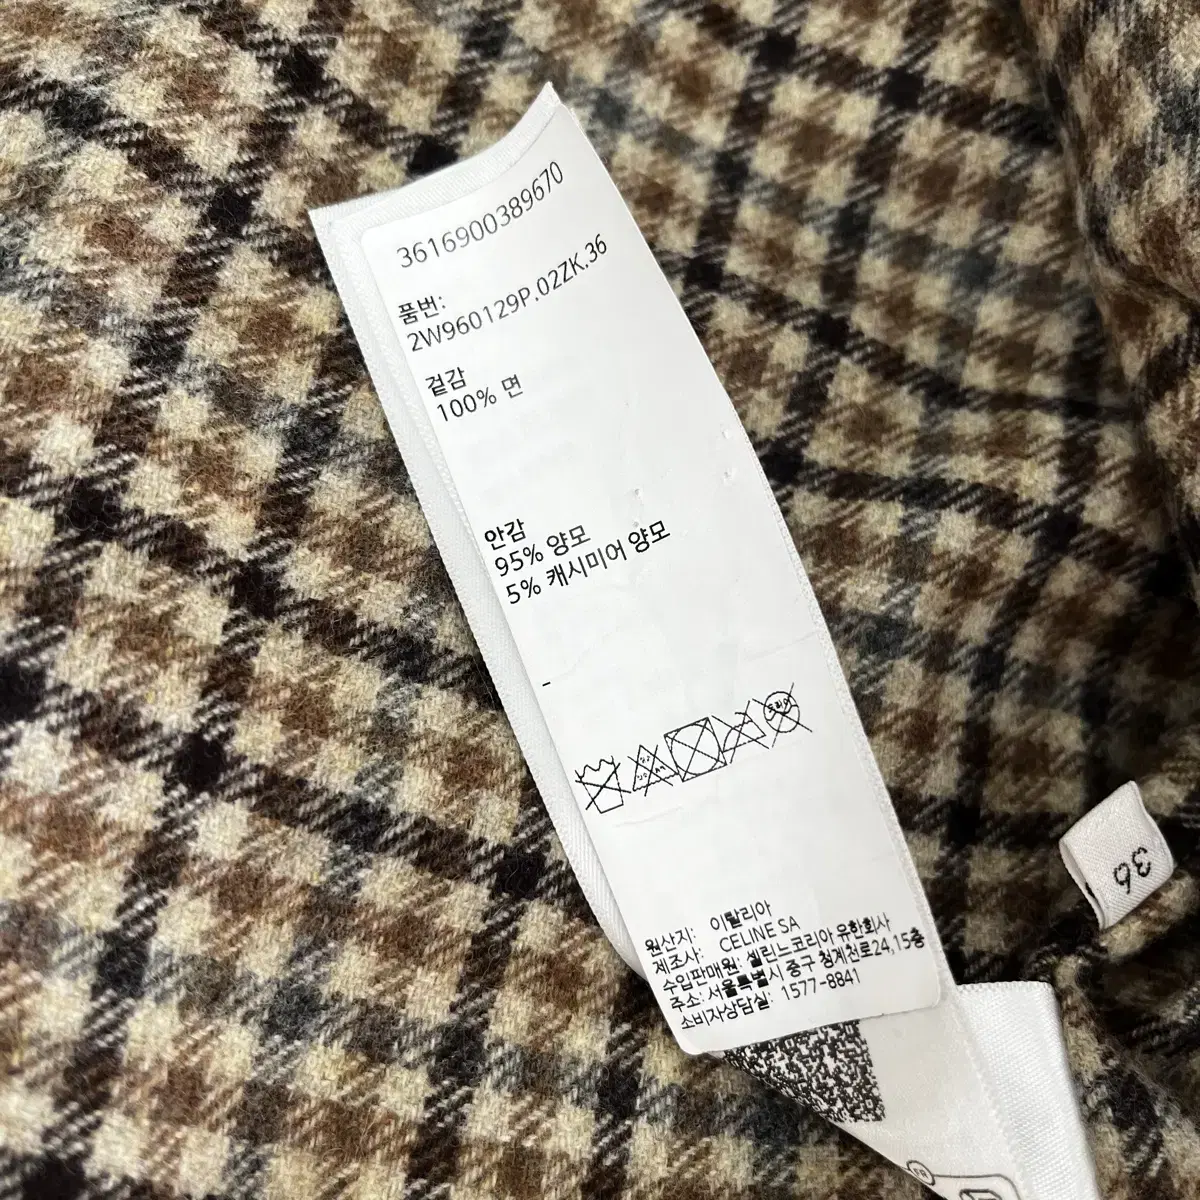 3616900389670
품번:
2W960129P.02ZK.36
겉감
100% 면
안감
95% 양모
5% 캐시미어 양모
-
드라이
원산지: 이탈리아
제조사: CELINE SA
수입판매원: 셀린느코리아 유한회사
주소: 서울특별시 중구 청계천로24,15층
소비자상담실: 1577-8841
36